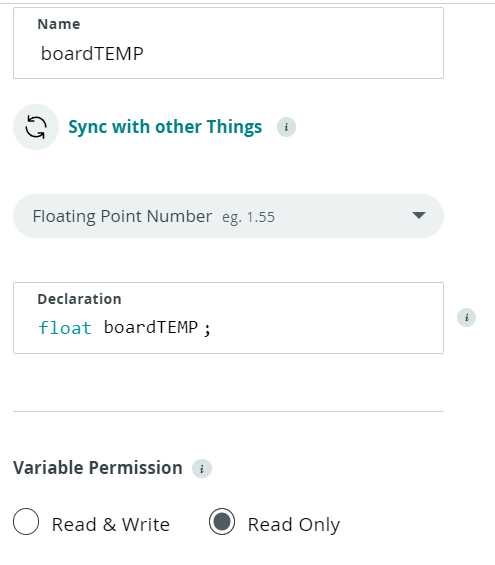 Name
boardTEMP
Sync with other Things i
Floating Point Number eg. 1.55
Declaration
float boardTEMP;
i
Variable Permission i
Read & Write Read Only